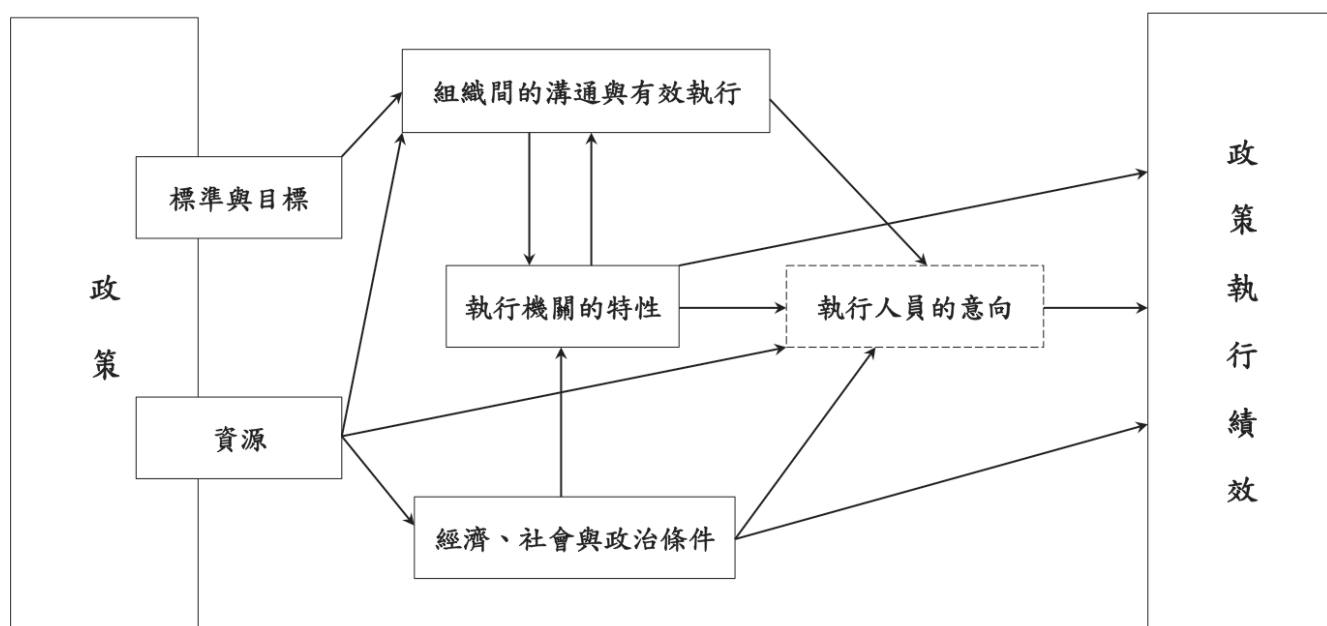 政策
標準與目標
資源
組織間的溝通與有效執行
執行機關的特性
執行人員的意向
經濟、社會與政治條件
政策執行績效